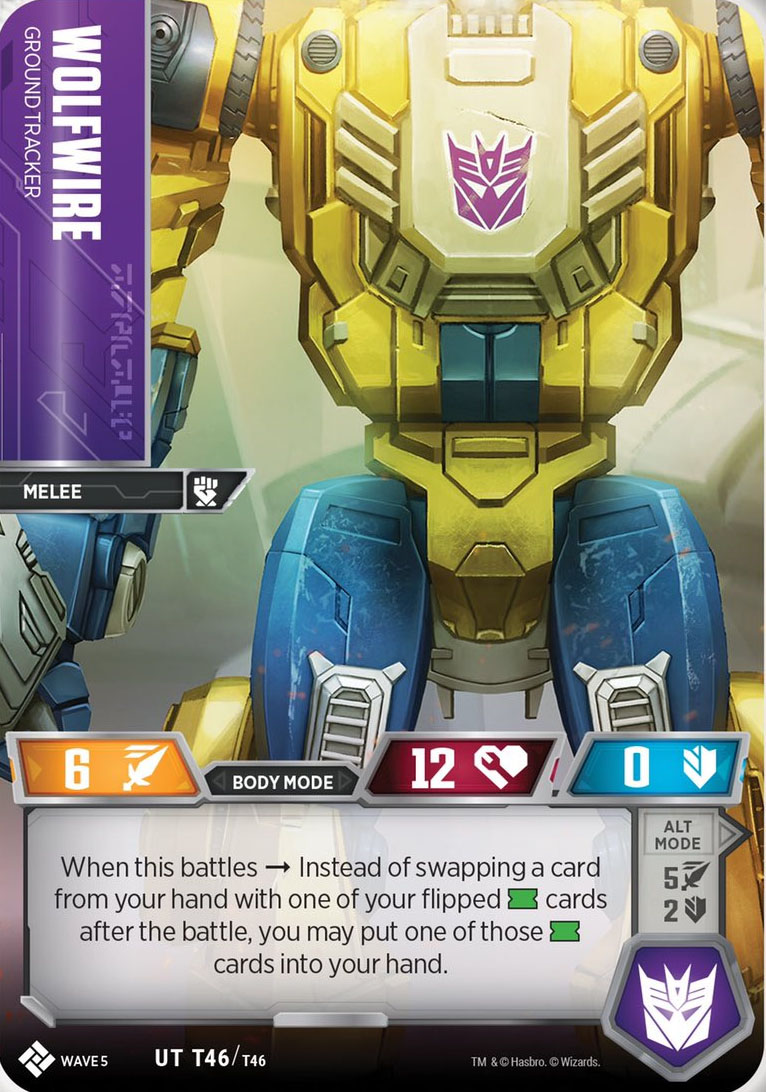 WOLFWIRE
GROUND TRACKER
MELEE
6
BODY MODE
12
0
When this battles → Instead of swapping a card
from your hand with one of your flipped cards
after the battle, you may put one of those
cards into your hand.
ALT
MODE
5
2
WAVE 5
UT T46/T46
TM & © Hasbro. © Wizards.